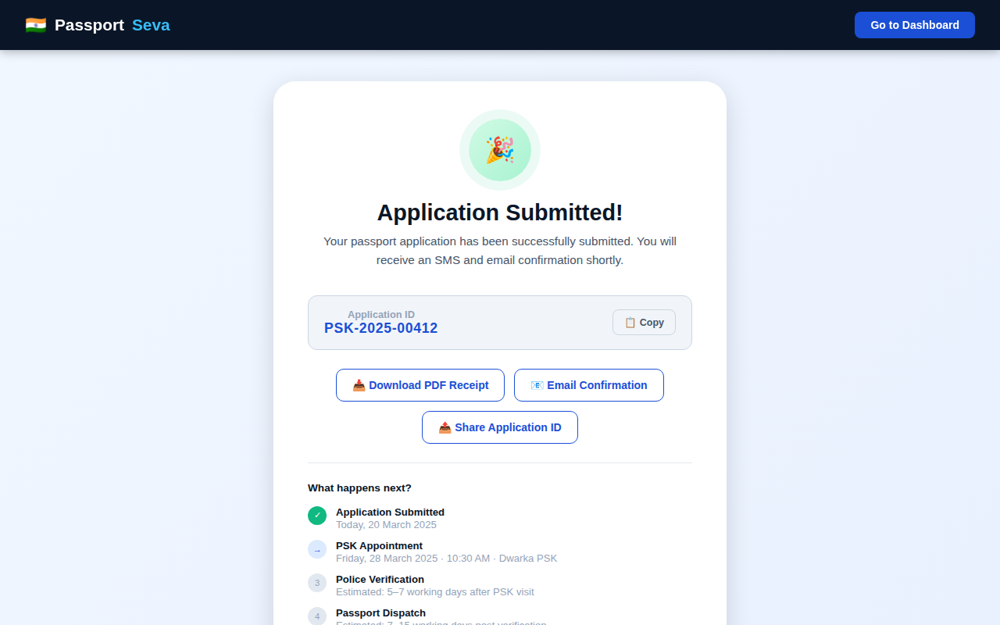 Passport Seva
Go to Dashboard
Application Submitted!
Your passport application has been successfully submitted. You will
receive an SMS and email confirmation shortly.
Application ID
PSK-2025-00412
Copy
Download PDF Receipt
Email Confirmation
Share Application ID
What happens next?
✓
Application Submitted
Today, 20 March 2025
→
PSK Appointment
Friday, 28 March 2025 · 10:30 AM · Dwarka PSK
3
Police Verification
Estimated: 5–7 working days after PSK visit
4
Passport Dispatch
Estimated: 7–15 working days post verification